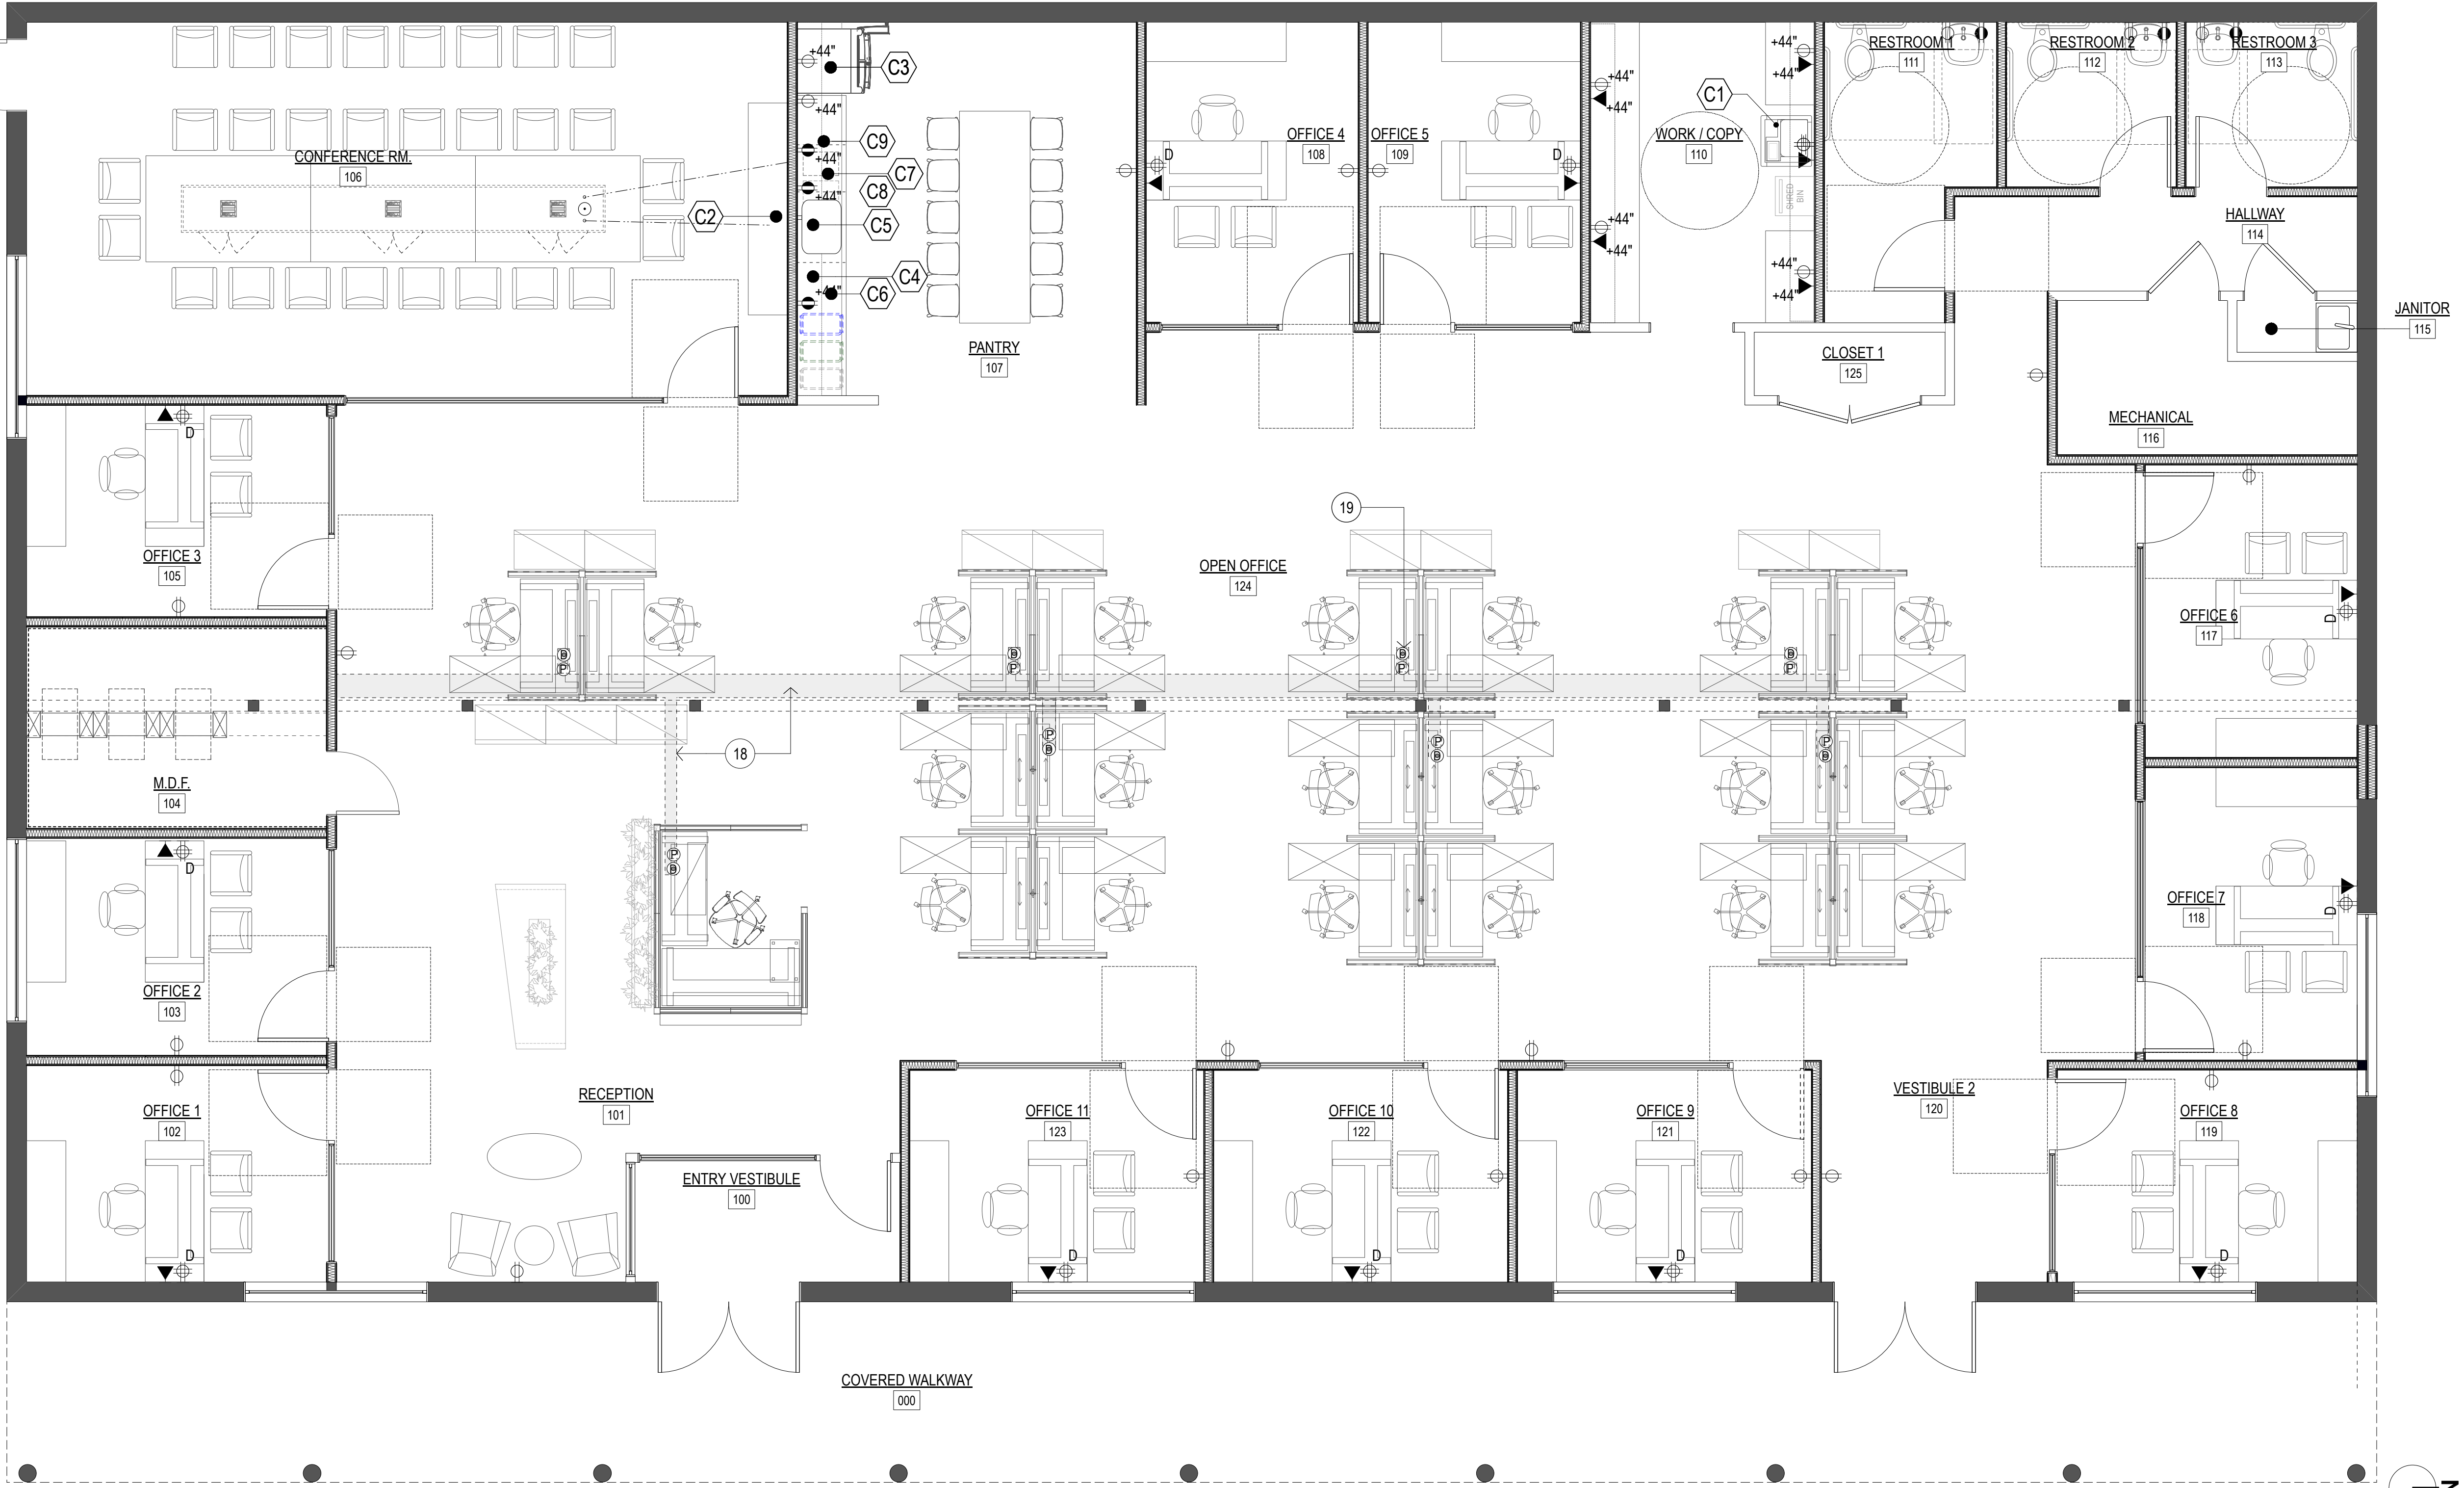 +44"
C3
+44"
C9
+44"
C7
+44"
C8
C2
C5
C4
+44"
C6
CONFERENCE RM.
106
PANTRY
107
OFFICE 4
108
D
OFFICE 5
109
D
+44"
+44"
+44"
+44"
WORK / COPY
110
C1
+44"
+44"
SHRED
BIN
+44"
+44"
RESTROOM 1
111
RESTROOM 2
112
RESTROOM 3
113
HALLWAY
114
JANITOR
115
CLOSET 1
125
MECHANICAL
116
D
OFFICE 3
105
19
OPEN OFFICE
124
D
P
D
P
D
P
D
P
D
OFFICE 6
117
18
P
D
P
D
P
D
M.D.F.
104
D
OFFICE 2
103
P
D
D
OFFICE 7
118
RECEPTION
101
OFFICE 1
102
D
ENTRY VESTIBULE
100
OFFICE 11
123
D
OFFICE 10
122
D
OFFICE 9
121
D
VESTIBULE 2
120
OFFICE 8
119
D
COVERED WALKWAY
000